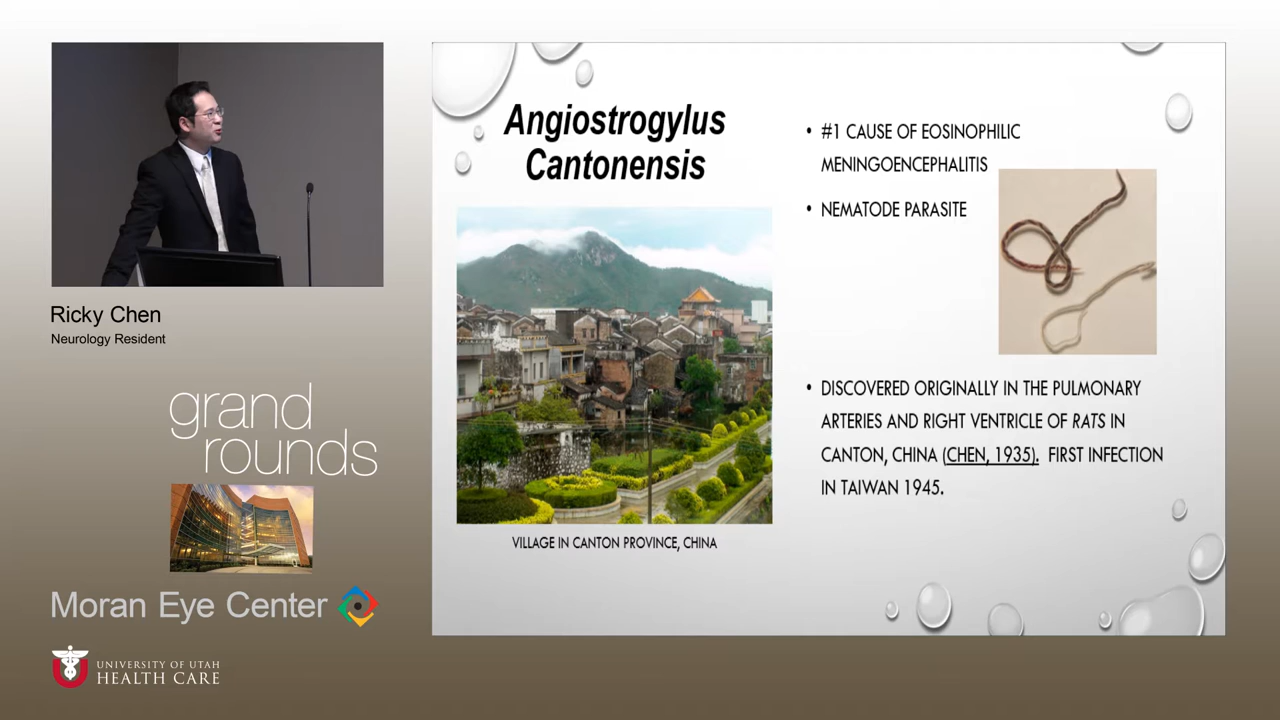 Ricky Chen
Neurology Resident
grand
rounds
Moran Eye Center
UNIVERSITY OF UTAH
HEALTH CARE
Angiostrogylus
Cantonensis
VILLAGE IN CANTON PROVINCE, CHINA
• #1 CAUSE OF EOSINOPHILIC
MENINGOENCEPHALITIS
• NEMATODE PARASITE
• DISCOVERED ORIGINALLY IN THE PULMONARY
ARTERIES AND RIGHT VENTRICLE OF RATS IN
CANTON, CHINA (CHEN, 1935). FIRST INFECTION
IN TAIWAN 1945.